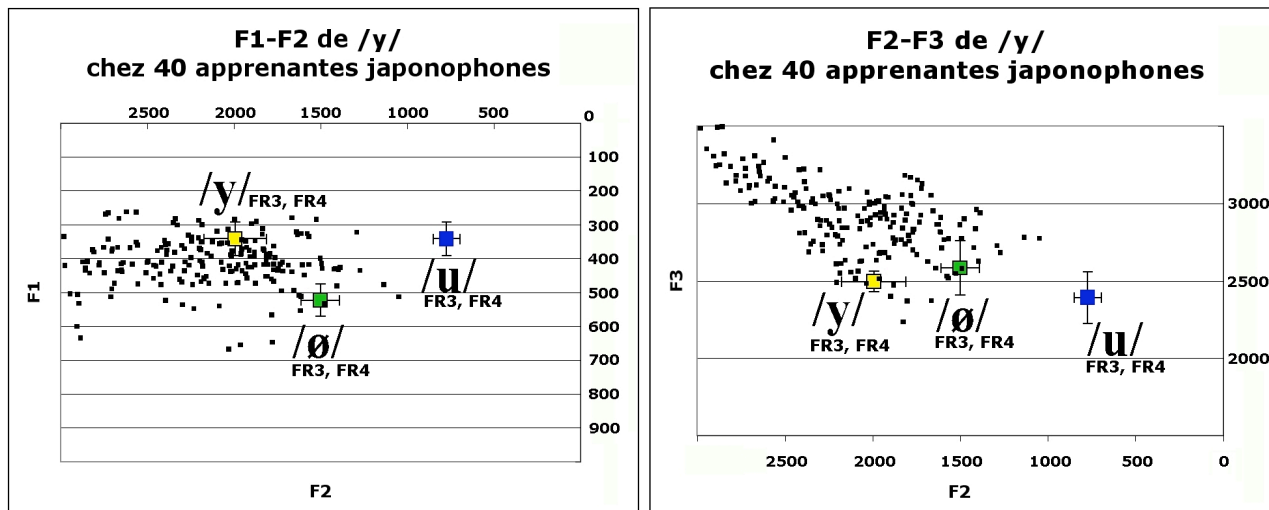 F1-F2 de /y/
chez 40 apprenantes japonophones
2500 2000 1500 1000 500 0
100
200
300
400
500
600
700
800
900
F1
F2
/y/ FR3, FR4
/u/
FR3, FR4
/ø/
FR3, FR4
F2-F3 de /y/
chez 40 apprenantes japonophones
3000
2500
2000
F3
/y/
FR3, FR4
/ø/
FR3, FR4
/u/
FR3, FR4
2500 2000 1500 1000 500 0
F2